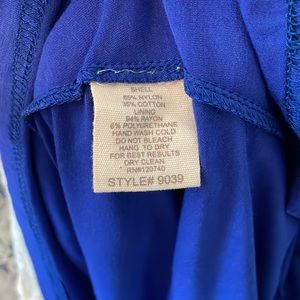 SHELL
65% NYLON
35% COTTON
LINING
94% RAYON
6% POLYURETHANE
HAND WASH COLD
DO NOT BLEACH
HANG TO DRY
FOR BEST RESULTS
DRY CLEAN
RN#120740
STYLE# 9039